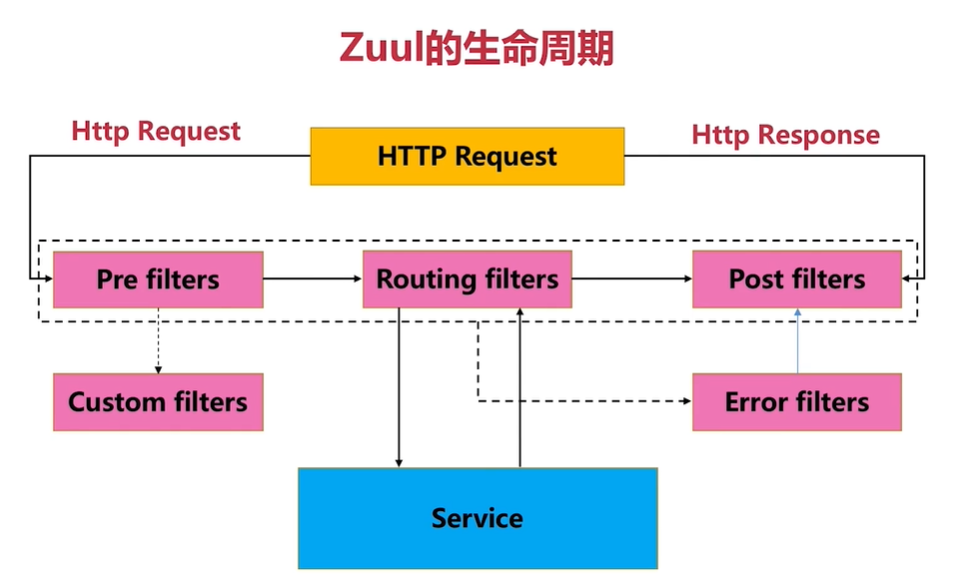 Zuul的生命周期
Http Request
HTTP Request
Http Response
Pre filters
Routing filters
Post filters
Custom filters
Error filters
Service